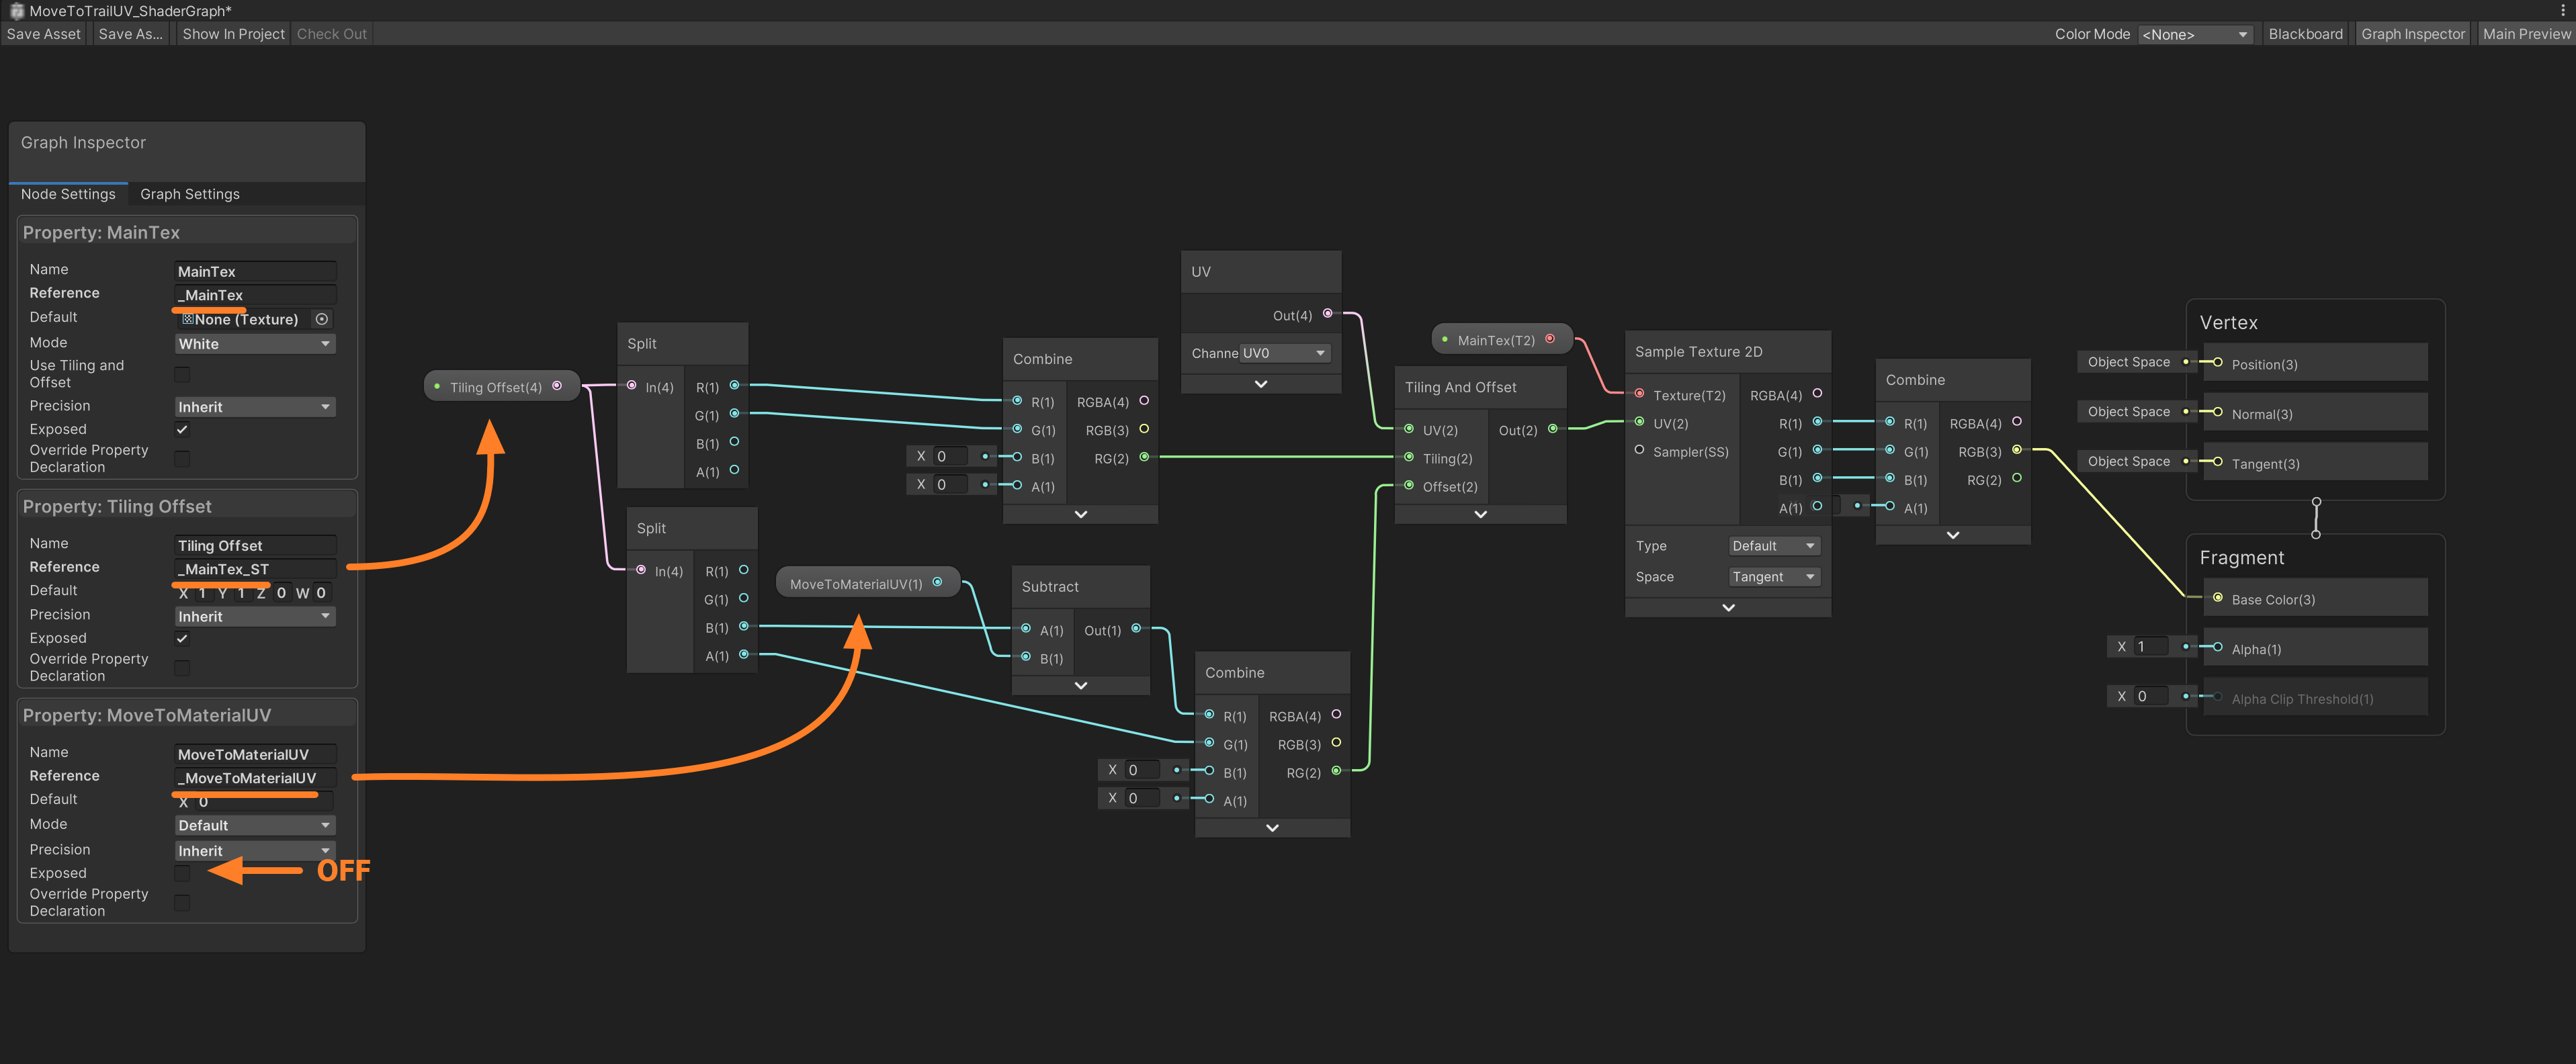 MoveToTrailUV_ShaderGraph*
Save Asset Save As... Show In Project Check Out Color Mode <None> Blackboard Graph Inspector Main Preview
Graph Inspector
Node Settings Graph Settings
Property: MainTex
Name MainTex
Reference _MainTex
Default None (Texture)
Mode White
Use Tiling and
Offset
Precision Inherit
Exposed
Override Property
Declaration
Property: Tiling Offset
Name Tiling Offset
Reference _MainTex_ST
Default X 1 Y 1 Z 0 W 0
Precision Inherit
Exposed
Override Property
Declaration
Property: MoveToMaterialUV
Name MoveToMaterialUV
Reference _MoveToMaterialUV
Default X 0
Mode Default
Precision Inherit
Exposed
OFF
Override Property
Declaration
Tiling Offset(4)
Split
In(4) R(1)
G(1)
B(1)
A(1)
Split
In(4) R(1)
G(1)
B(1)
A(1)
MoveToMaterialUV(1)
Combine
R(1) RGBA(4)
G(1) RGB(3)
X 0 B(1) RG(2)
X 0 A(1)
Subtract
A(1) Out(1)
B(1)
UV
Out(4)
Channe UV0
Combine
R(1) RGBA(4)
G(1) RGB(3)
X 0 B(1) RG(2)
X 0 A(1)
Tiling And Offset
UV(2) Out(2)
Tiling(2)
Offset(2)
MainTex(T2)
Sample Texture 2D
Texture(T2) RGBA(4)
UV(2) R(1)
Sampler(SS) G(1)
B(1)
A(1)
Type Default
Space Tangent
Combine
R(1) RGBA(4)
G(1) RGB(3)
B(1) RG(2)
A(1)
Vertex
Object Space Position(3)
Object Space Normal(3)
Object Space Tangent(3)
Fragment
Base Color(3)
X 1 Alpha(1)
X 0 Alpha Clip Threshold(1)